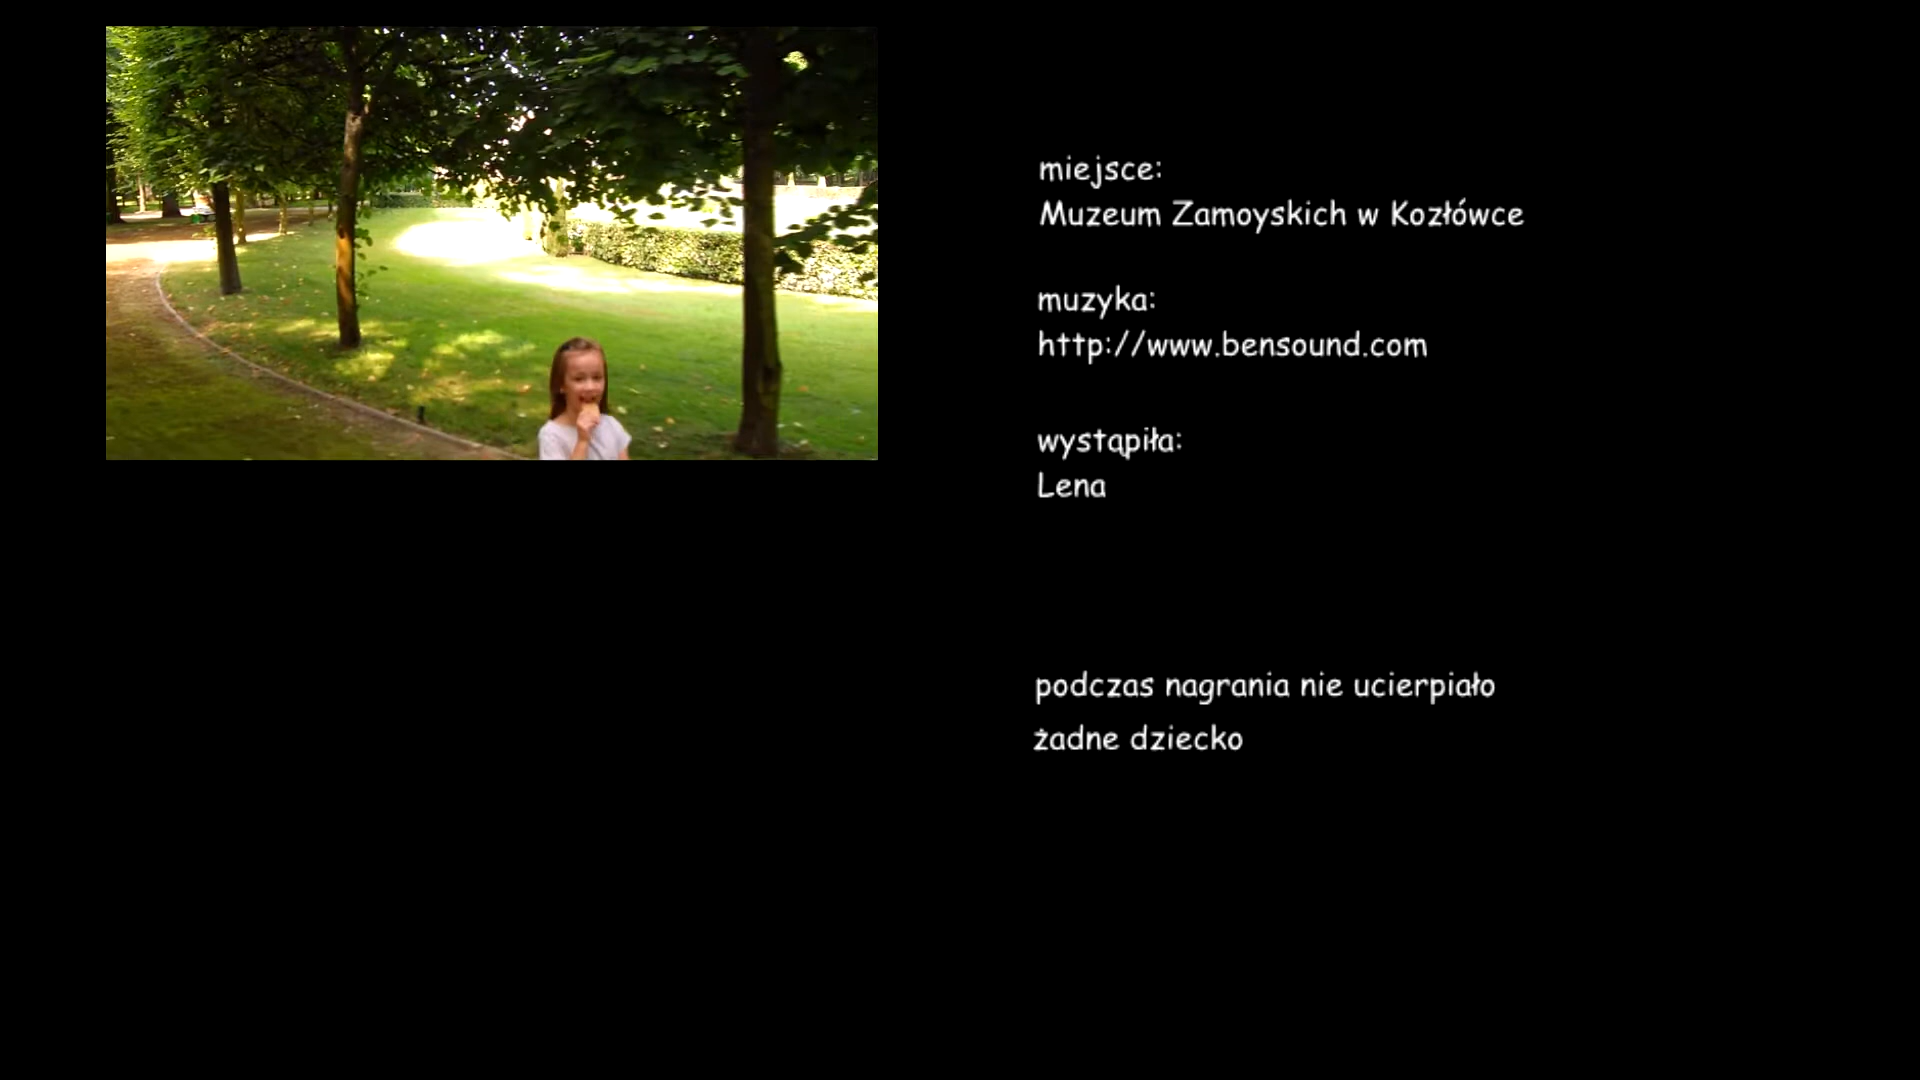 miejsce:
Muzeum Zamoyskich w Kozłówce
muzyka:
http://www.bensound.com
wystąpiła:
Lena
podczas nagrania nie ucierpiało
żadne dziecko